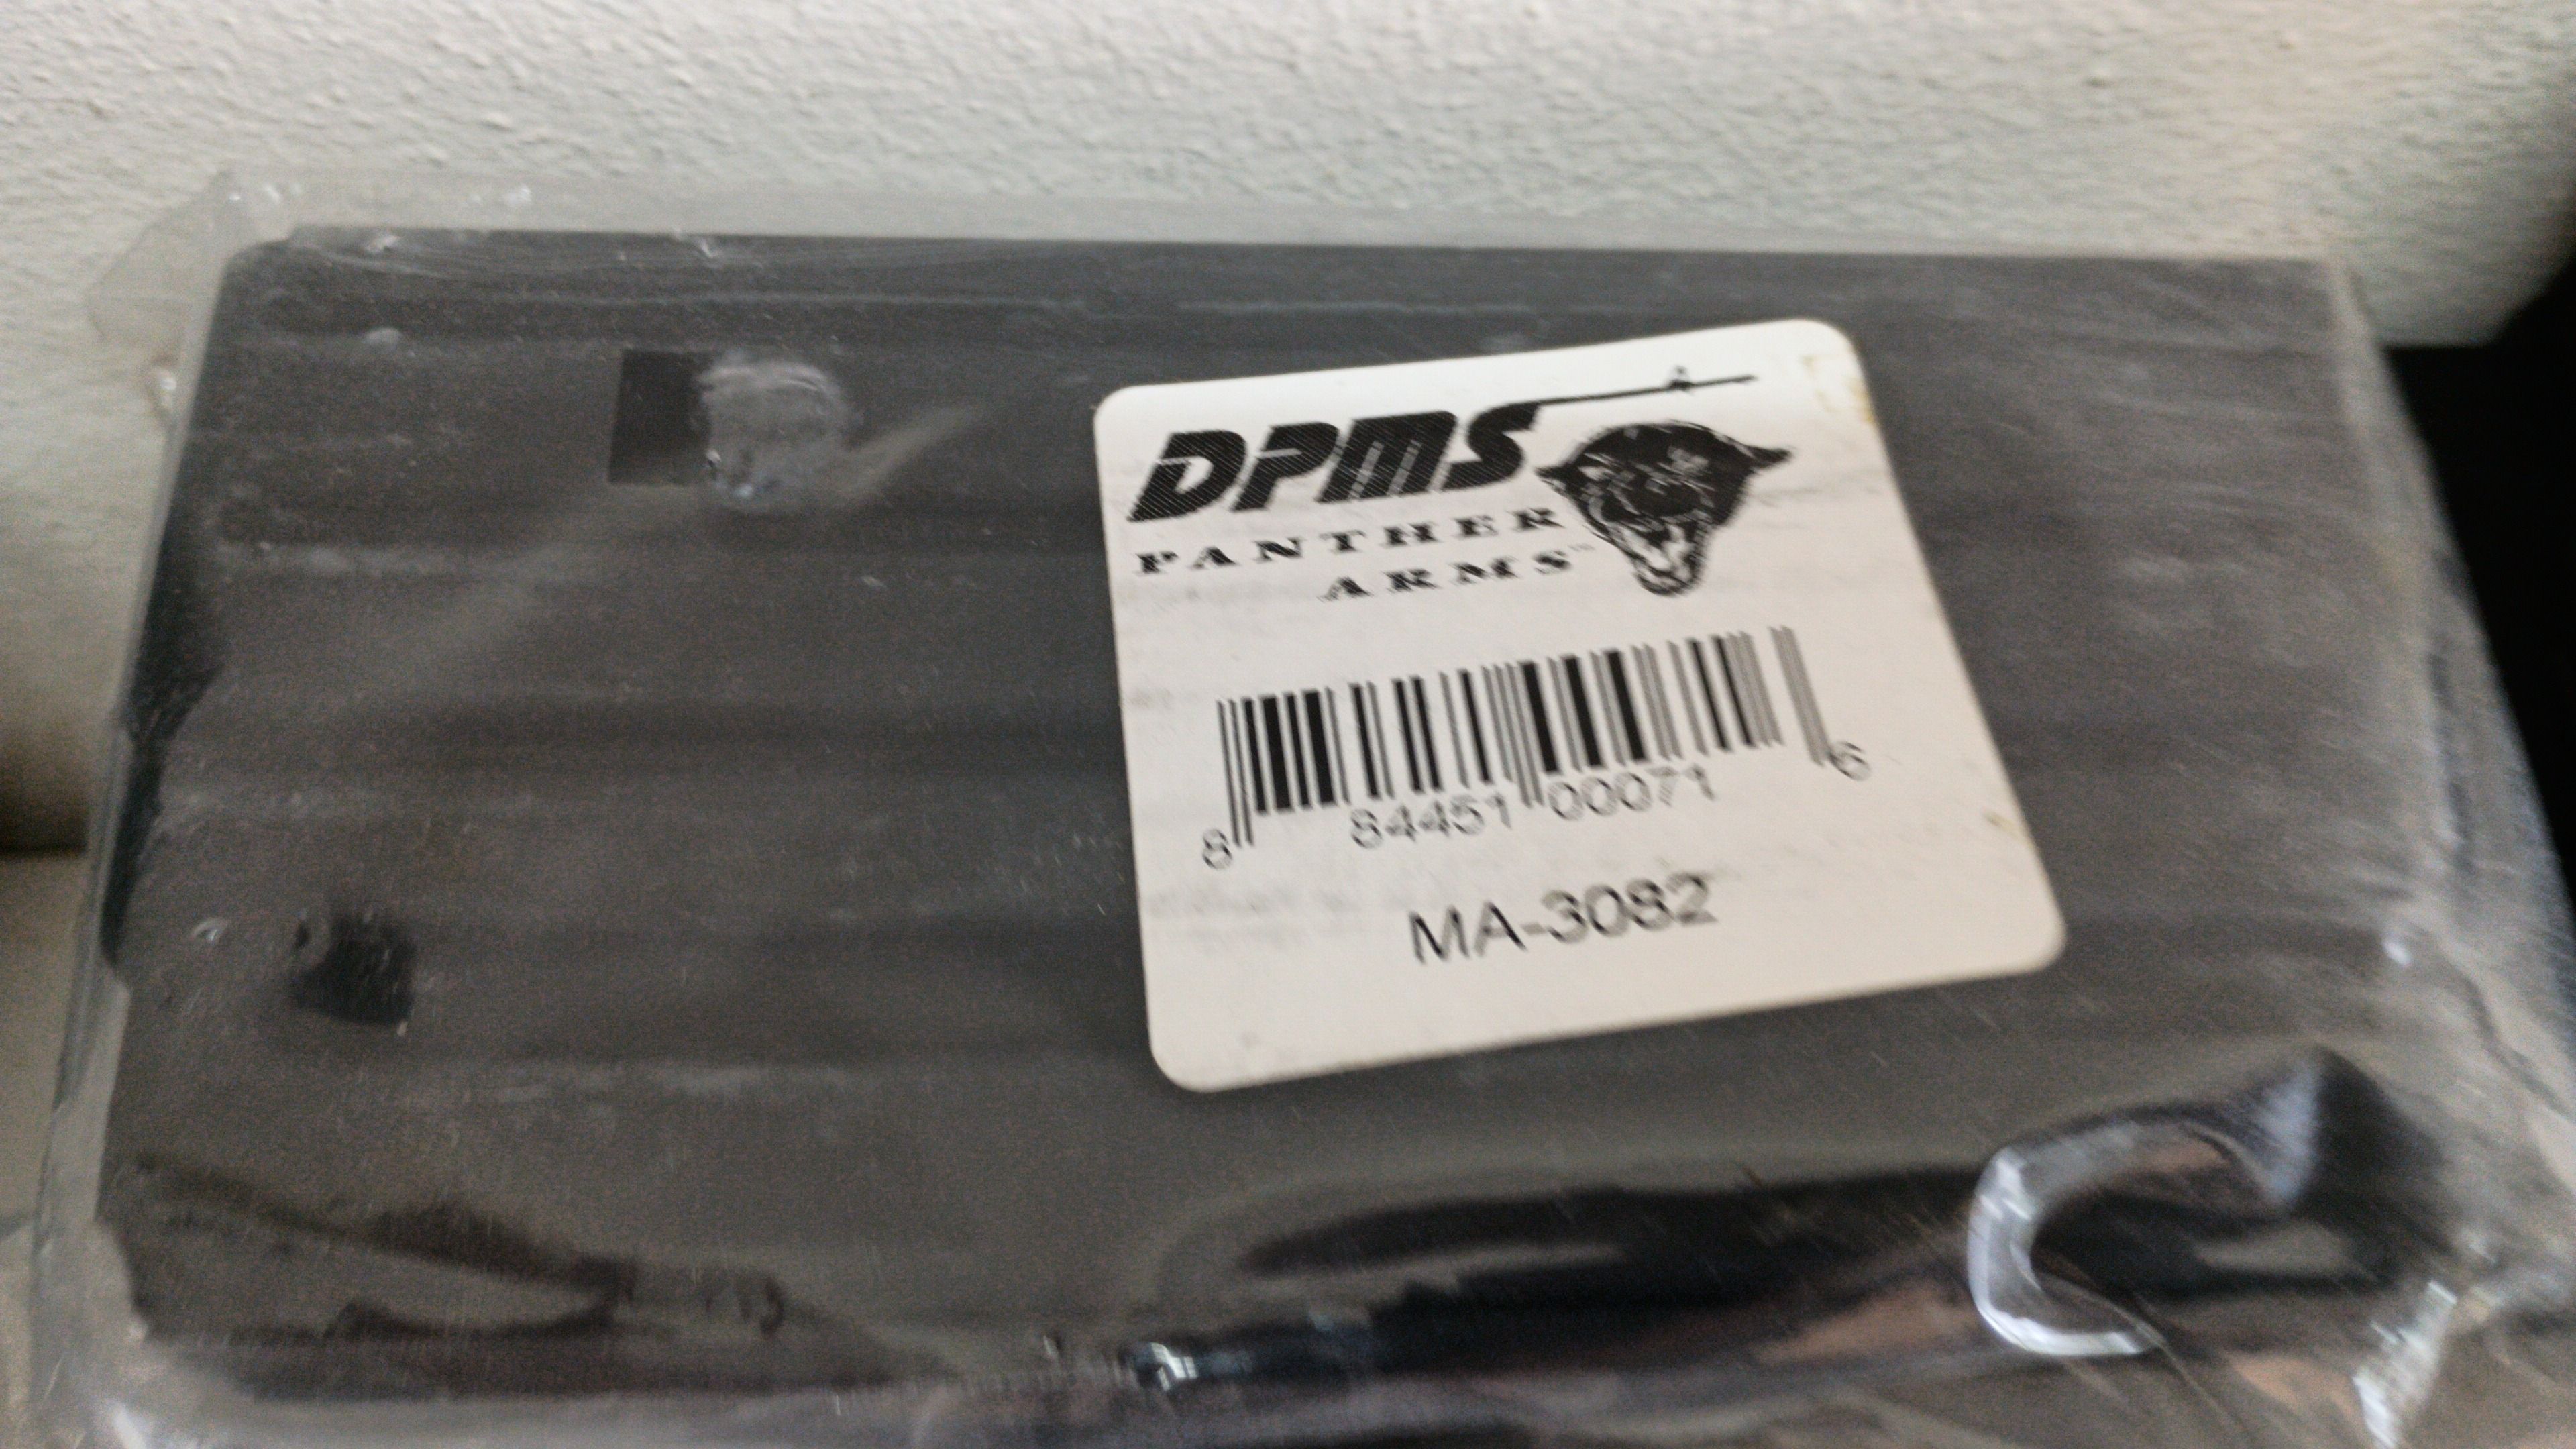 DPMS
PANTHER
ARMS™
8 84451 00071 6
MA-3082